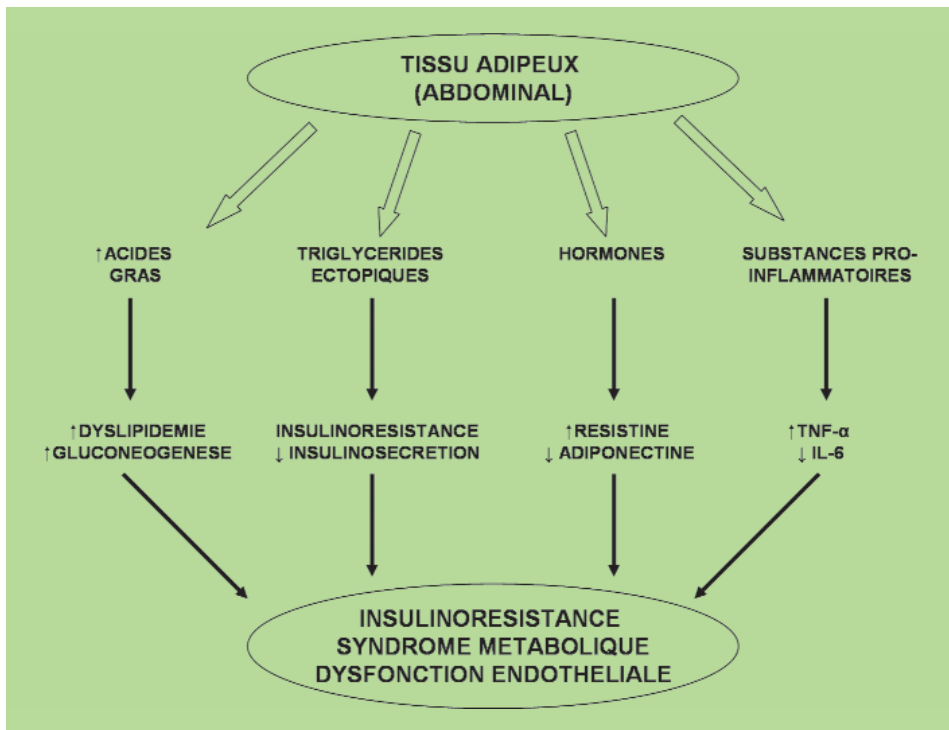 TISSU ADIPEUX
(ABDOMINAL)
↑ACIDES
GRAS
TRIGLYCERIDES
ECTOPIQUES
HORMONES
SUBSTANCES PRO-
INFLAMMATOIRES
↑DYSLIPIDEMIE
↑GLUCONEOGENESE
INSULINORESISTANCE
↓ INSULINOSECRETION
↑RESISTINE
↓ ADIPONECTINE
↑TNF-α
↓ IL-6
INSULINORESISTANCE
SYNDROME METABOLIQUE
DYSFONCTION ENDOTHELIALE